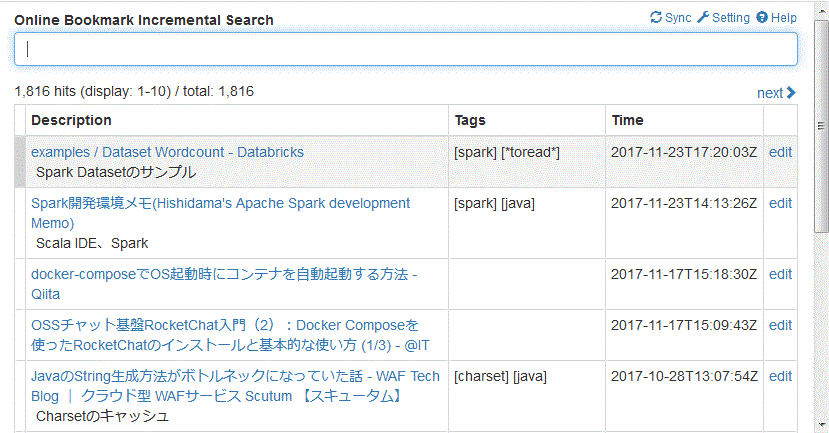 Online Bookmark Incremental Search
Sync Setting Help
1,816 hits (display: 1-10) / total: 1,816
next
Description Tags Time
examples / Dataset Wordcount - Databricks [spark] [*toread*] 2017-11-23T17:20:03Z edit
Spark Datasetのサンプル
Spark開発環境メモ(Hishidama's Apache Spark development [spark] [java] 2017-11-23T14:13:26Z edit
Memo)
Scala IDE、Spark
docker-composeでOS起動時にコンテナを自動起動する方法 - 2017-11-17T15:18:30Z edit
Qiita
OSSチャット基盤RocketChat入門（2）：Docker Composeを 2017-11-17T15:09:43Z edit
使ったRocketChatのインストールと基本的な使い方 (1/3) - @IT
JavaのString生成方法がボトルネックになっていた話 - WAF Tech [charset] [java] 2017-10-28T13:07:54Z edit
Blog ｜ クラウド型 WAFサービス Scutum 【スキュータム】
Charsetのキャッシュ